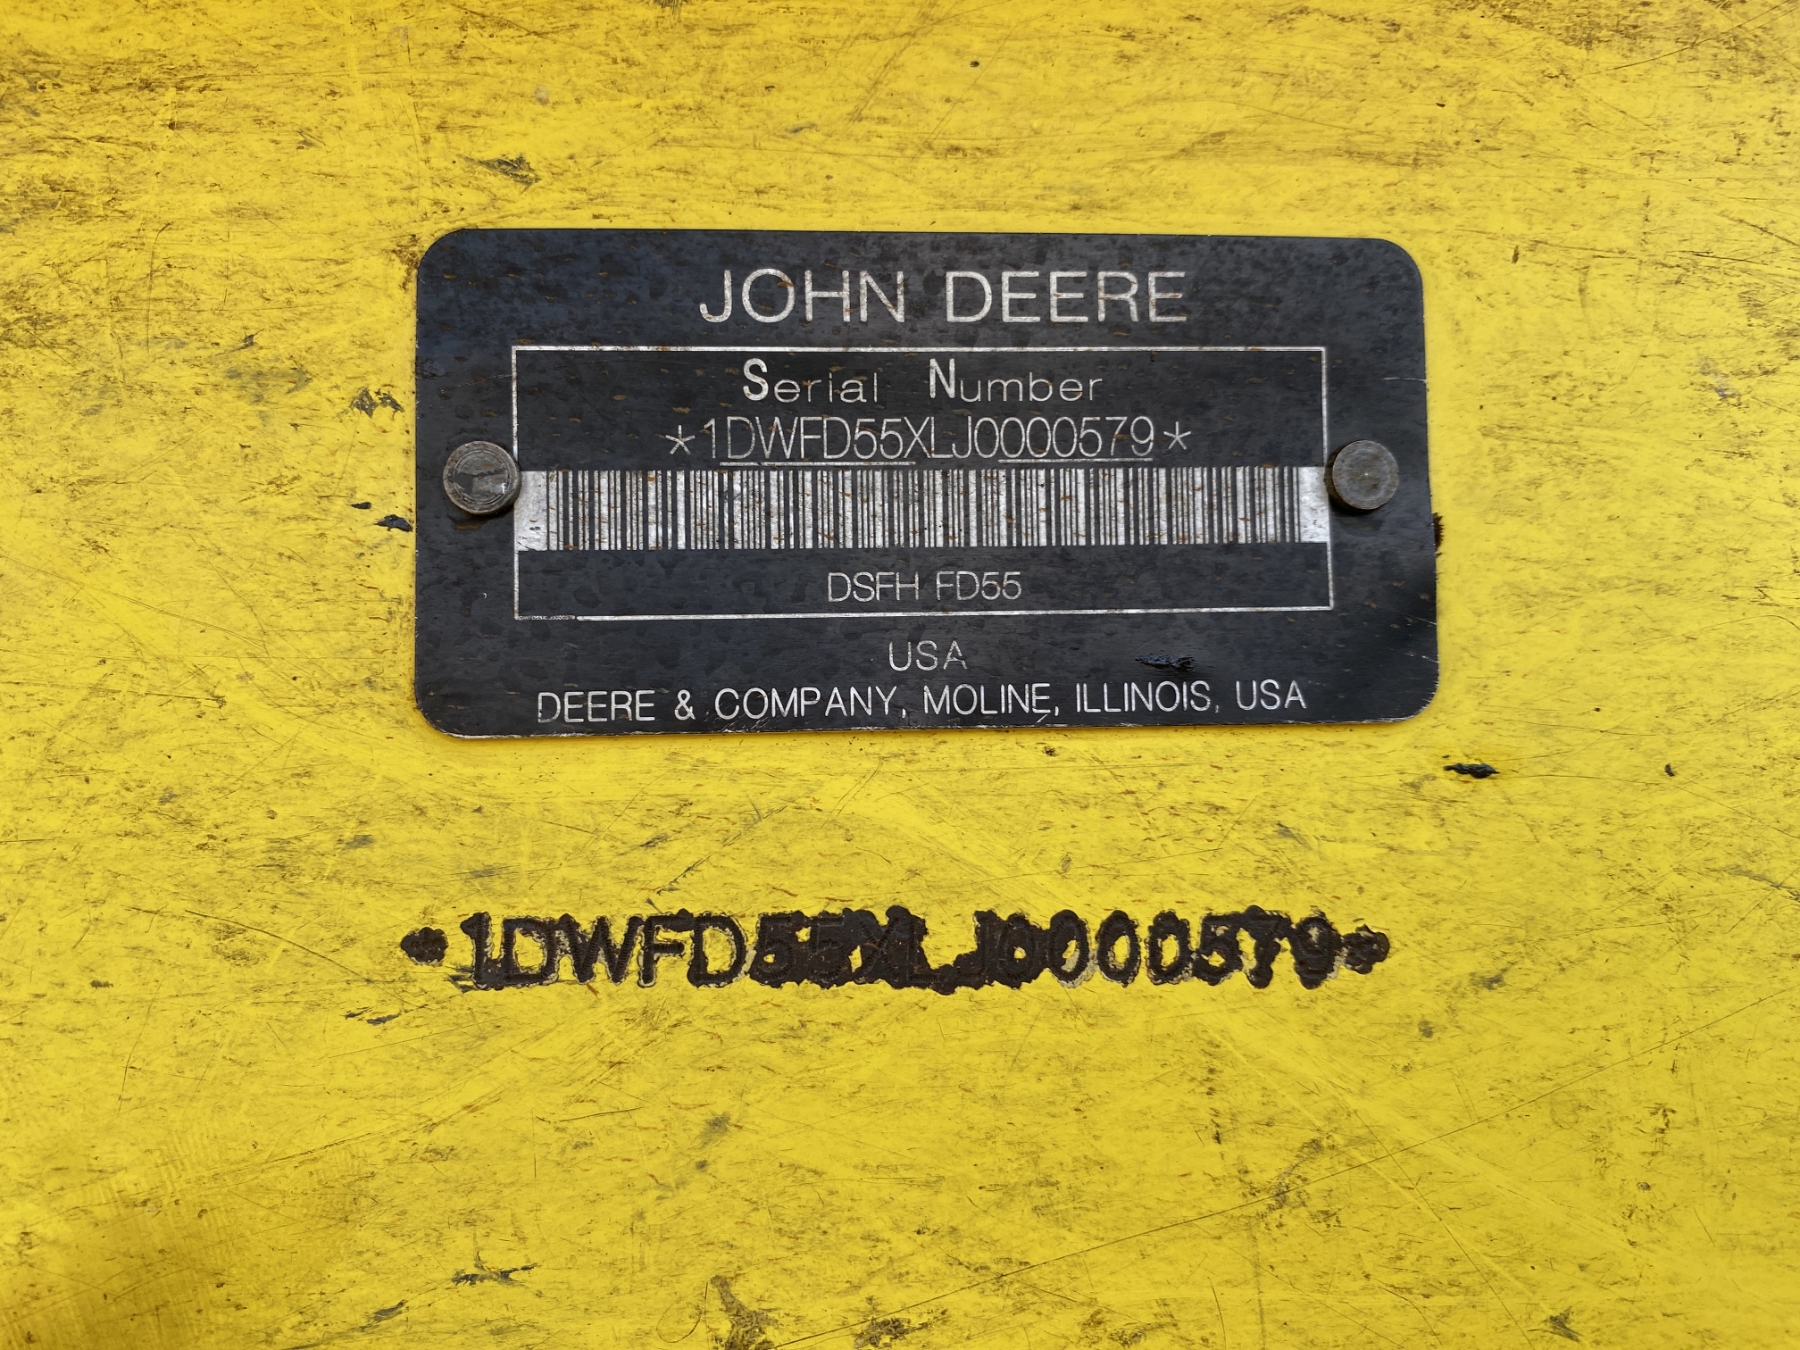 JOHN DEERE
Serial Number
*1DWFD55XLJ0000579*
DSFH FD55
USA
DEERE & COMPANY, MOLINE, ILLINOIS, USA
*1DWFD55XLJ0000579*